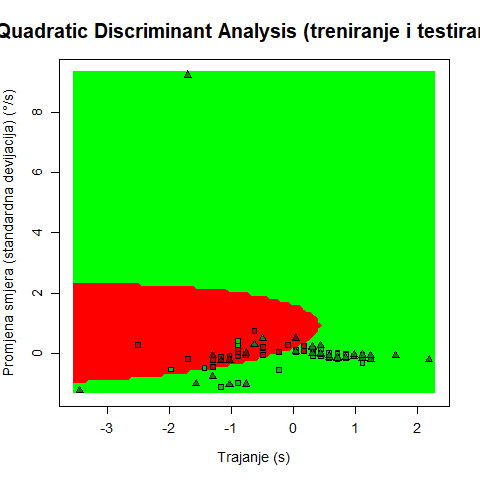 Quadratic Discriminant Analysis (treniranje i testiran
Promjena smjera (standardna devijacija) (°/s)
8
6
4
2
0
-3 -2 -1 0 1 2
Trajanje (s)